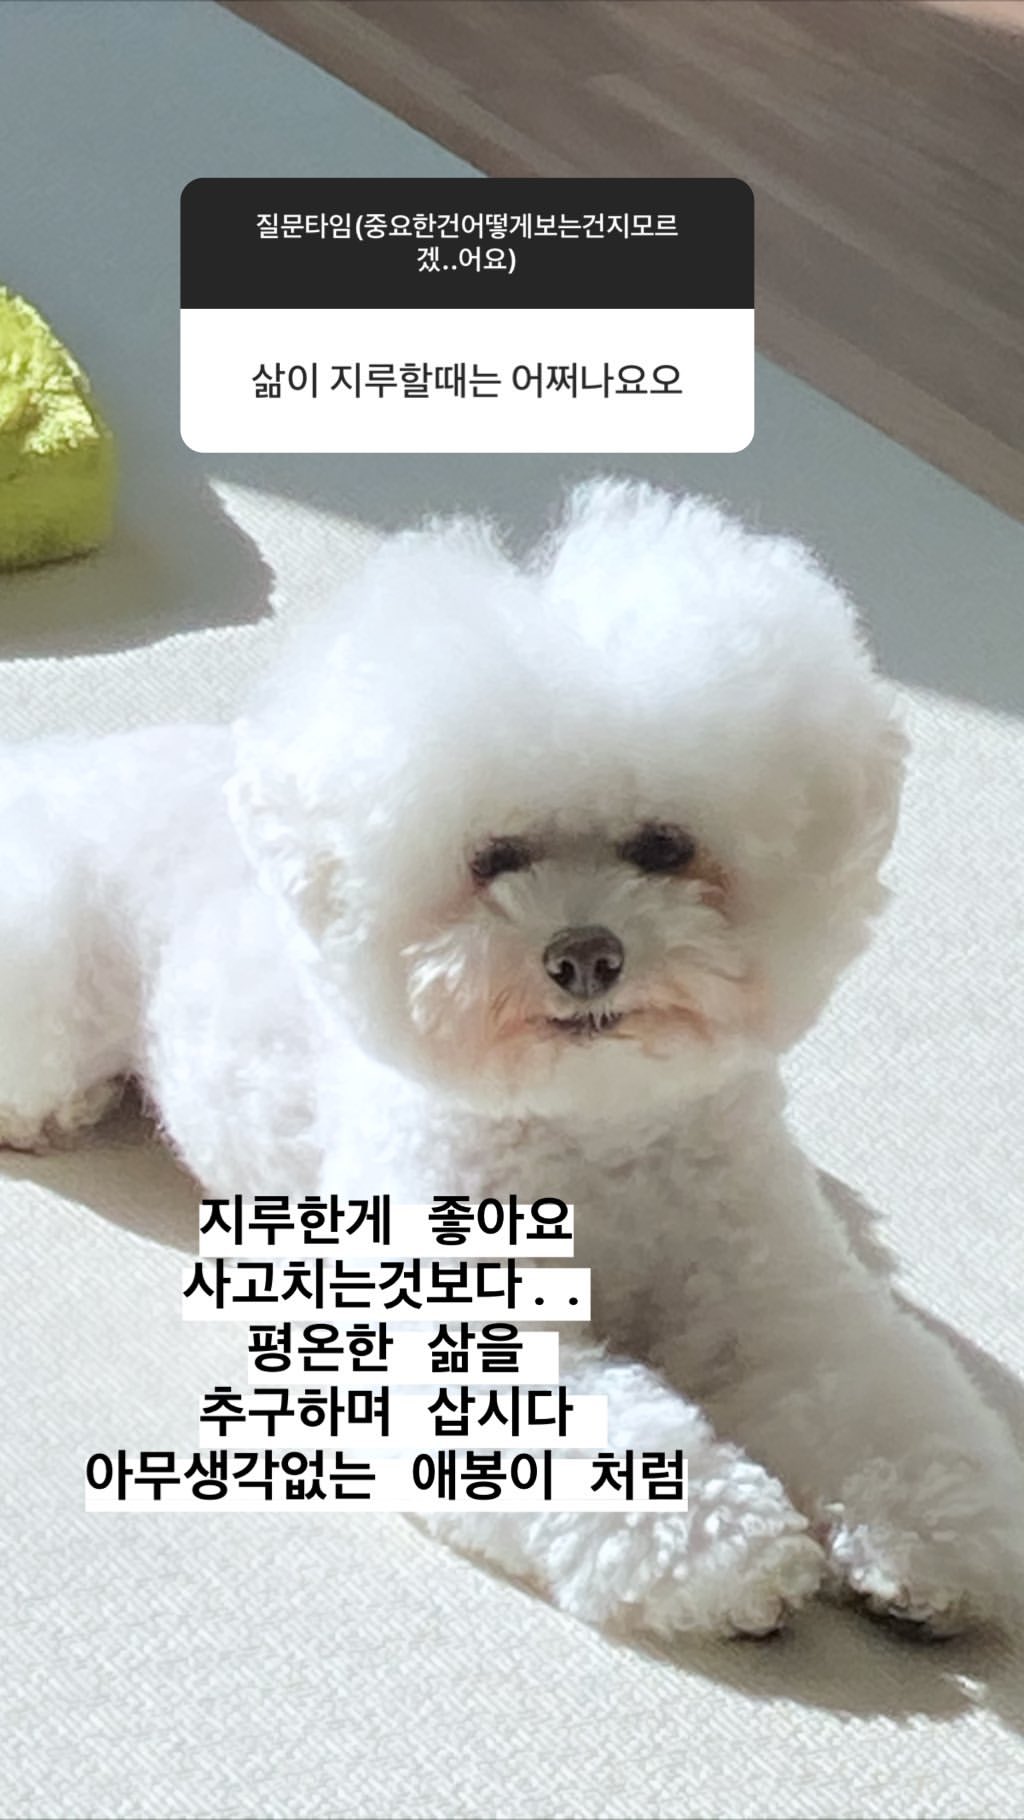 질문타임(중요한건어떻게보는건지모르
겠..어요)
삶이 지루할때는 어쩌나요오
지루한게 좋아요
사고치는것보다..
평온한 삶을
추구하며 삽시다
아무생각없는 애봉이 처럼